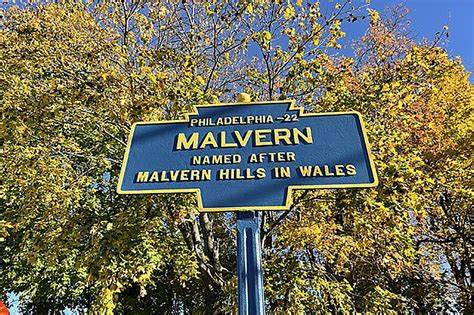 PHILADELPHIA-22
MALVERN
NAMED AFTER
MALVERN HILLS IN WALES